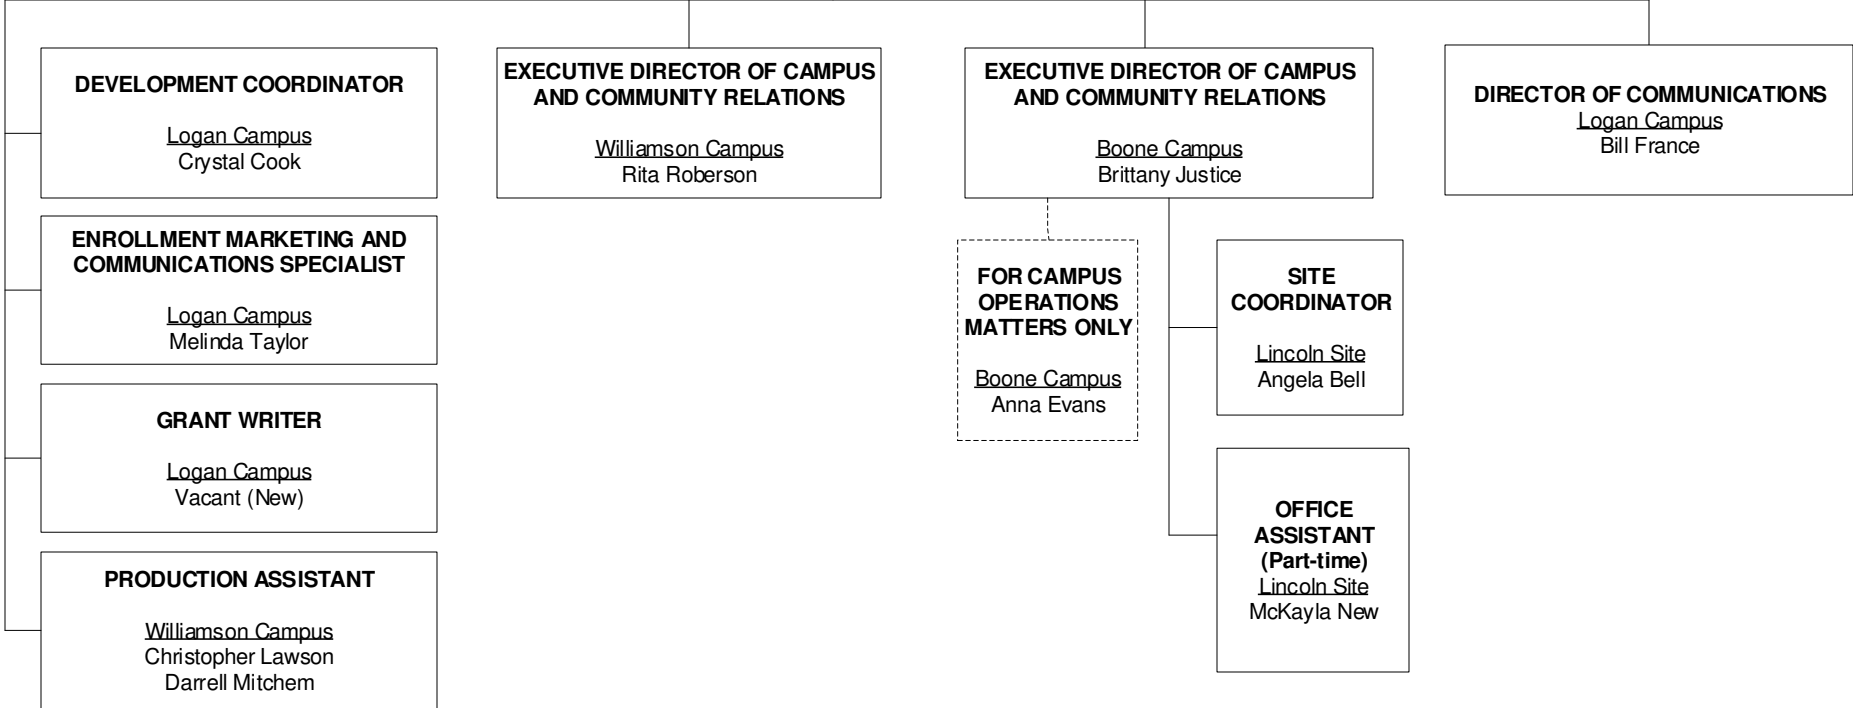 DEVELOPMENT COORDINATOR
Logan Campus
Crystal Cook
ENROLLMENT MARKETING AND
COMMUNICATIONS SPECIALIST
Logan Campus
Melinda Taylor
GRANT WRITER
Logan Campus
Vacant (New)
PRODUCTION ASSISTANT
Williamson Campus
Christopher Lawson
Darrell Mitchem
EXECUTIVE DIRECTOR OF CAMPUS
AND COMMUNITY RELATIONS
Williamson Campus
Rita Roberson
EXECUTIVE DIRECTOR OF CAMPUS
AND COMMUNITY RELATIONS
Boone Campus
Brittany Justice
FOR CAMPUS
OPERATIONS
MATTERS ONLY
Boone Campus
Anna Evans
SITE
COORDINATOR
Lincoln Site
Angela Bell
OFFICE
ASSISTANT
(Part-time)
Lincoln Site
McKayla New
DIRECTOR OF COMMUNICATIONS
Logan Campus
Bill France